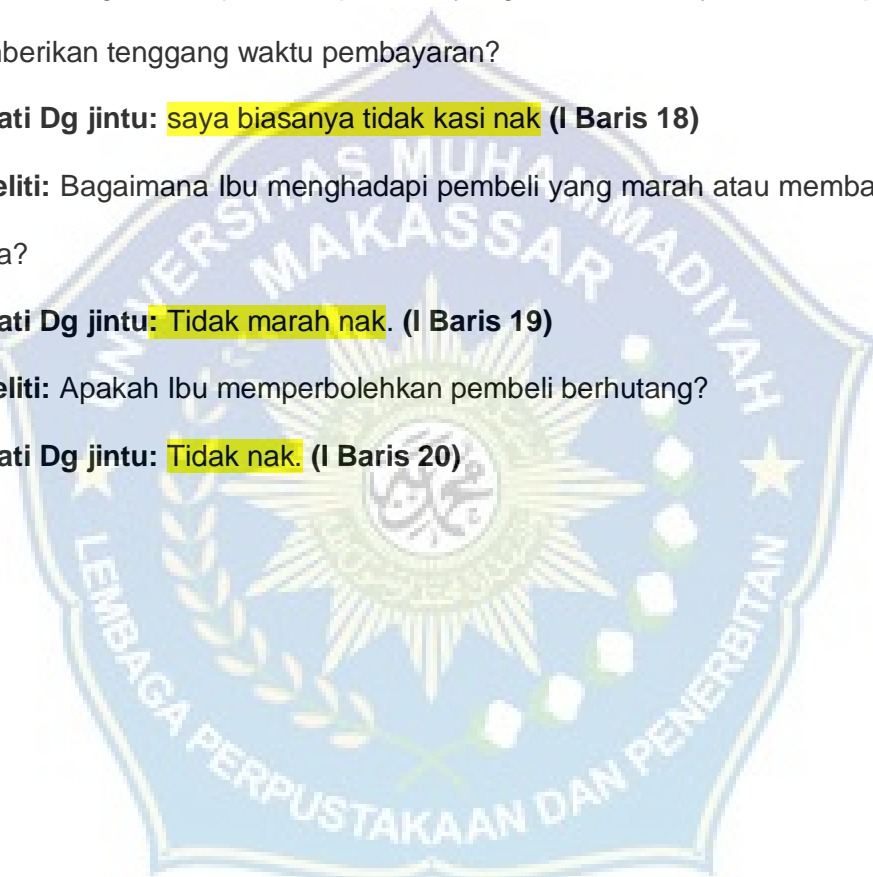 berikan tenggang waktu pembayaran?
ati Dg jintu: saya biasanya tidak kasi nak (I Baris 18)
eliti: Bagaimana Ibu menghadapi pembeli yang marah atau memba
a?
ati Dg jintu: Tidak marah nak. (I Baris 19)
eliti: Apakah Ibu memperbolehkan pembeli berhutang?
ati Dg jintu: Tidak nak. (I Baris 20)
UNIVERSITAS MUHAMMADIYAH
MAKASSAR
LEMBAGA PERPUSTAKAAN DAN PENERBITAN